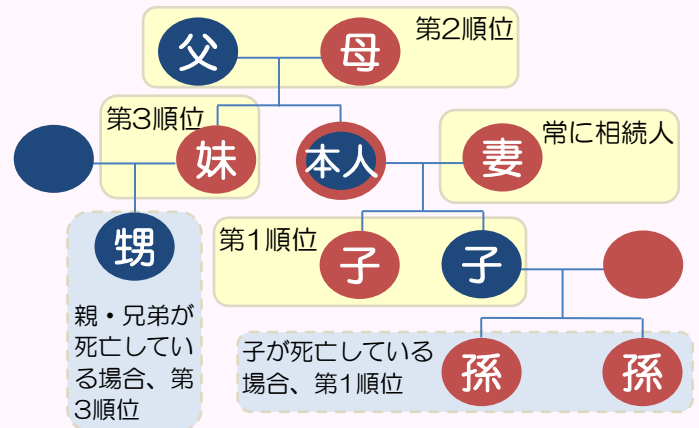 父
母
第2順位
第3順位
妹
本人
妻
常に相続人
甥
親・兄弟が
死亡してい
る場合、第
3順位
第1順位
子
子
子が死亡している
場合、第1順位
孫
孫